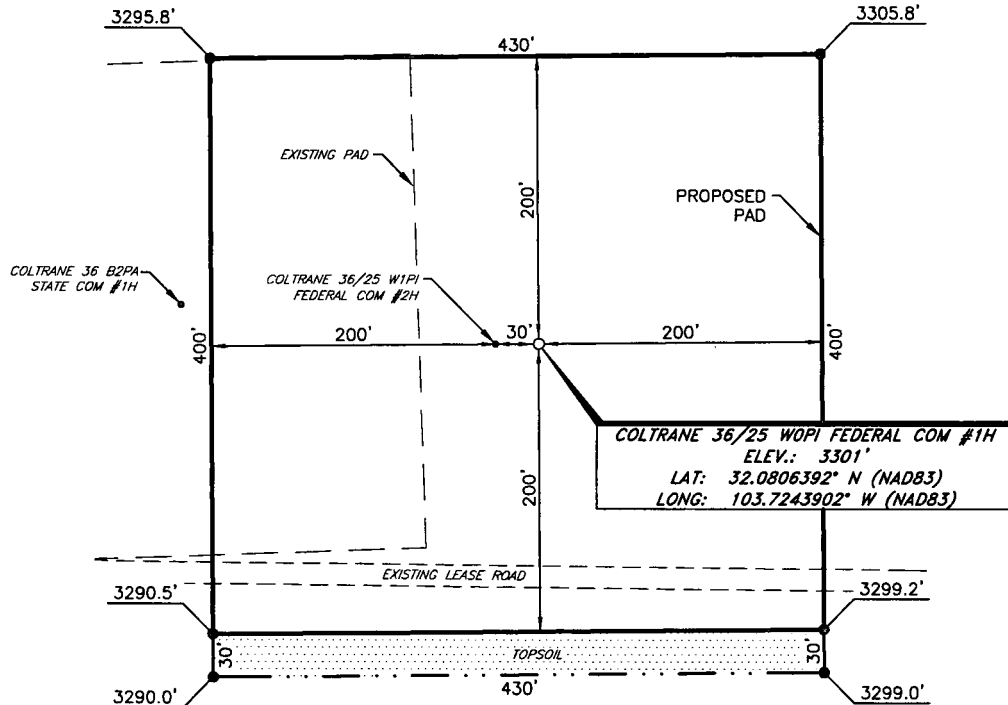 3295.8'
3305.8'
430'
EXISTING PAD
200'
PROPOSED
PAD
COLTRANE 36 B2PA
STATE COM #1H
COLTRANE 36/25 W1PI
FEDERAL COM #2H
400'
200'
30'
200'
400'
COLTRANE 36/25 WOPI FEDERAL COM #1H
ELEV.: 3301'
LAT: 32.0806392° N (NAD83)
LONG: 103.7243902° W (NAD83)
200'
EXISTING LEASE ROAD
3290.5'
3299.2'
30'
TOPSOIL
30'
430'
3290.0'
3299.0'